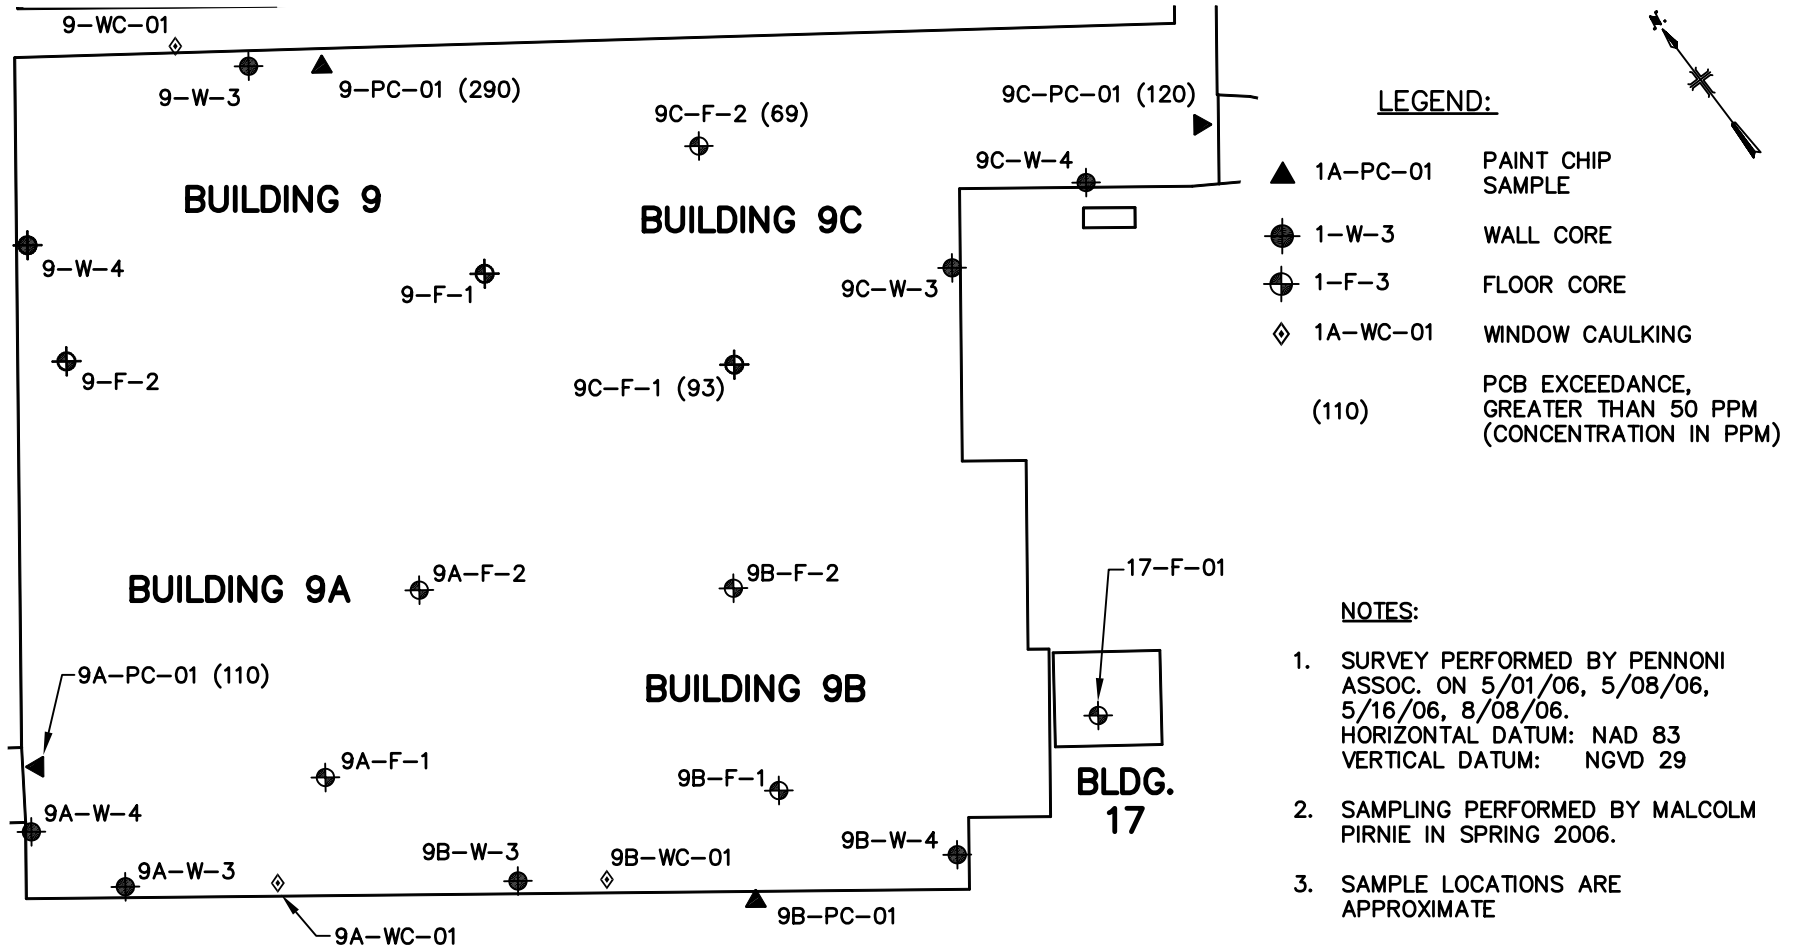 9-WC-01
9-W-3
9-PC-01 (290)
9C-F-2 (69)
9C-PC-01 (120)
9C-W-4
BUILDING 9
BUILDING 9C
9-W-4
9-F-1
9C-W-3
9-F-2
9C-F-1 (93)
BUILDING 9A
9A-F-2
9B-F-2
17-F-01
9A-PC-01 (110)
BUILDING 9B
9A-F-1
9B-F-1
BLDG.
17
9A-W-4
9B-W-3
9B-WC-01
9B-W-4
9A-W-3
9B-PC-01
9A-WC-01
N.
LEGEND:
1A-PC-01 PAINT CHIP
SAMPLE
1-W-3 WALL CORE
1-F-3 FLOOR CORE
1A-WC-01 WINDOW CAULKING
(110) PCB EXCEEDANCE,
GREATER THAN 50 PPM
(CONCENTRATION IN PPM)
NOTES:
1. SURVEY PERFORMED BY PENNONI
ASSOC. ON 5/01/06, 5/08/06,
5/16/06, 8/08/06.
HORIZONTAL DATUM: NAD 83
VERTICAL DATUM: NGVD 29
2. SAMPLING PERFORMED BY MALCOLM
PIRNIE IN SPRING 2006.
3. SAMPLE LOCATIONS ARE
APPROXIMATE